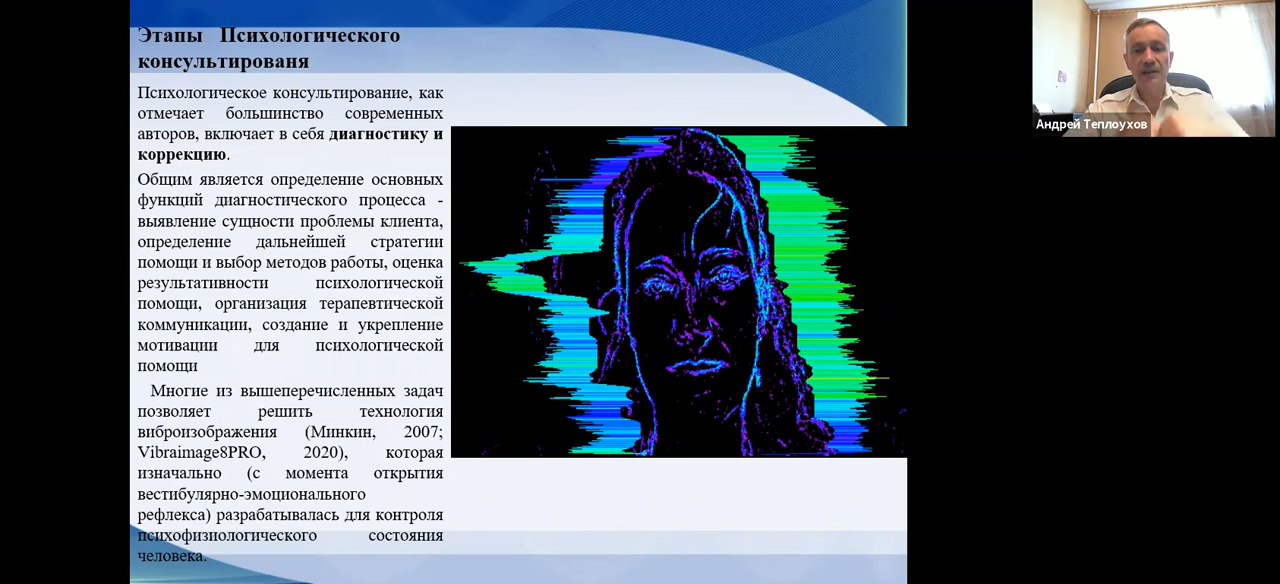 Этапы Психологического
консультированя
Психологическое консультирование, как
отмечает большинство современных
авторов, включает в себя диагностику и
коррекцию.
Общим является определение основных
функций диагностического процесса -
выявление сущности проблемы клиента,
определение дальнейшей стратегии
помощи и выбор методов работы, оценка
результативности психологической
помощи, организация терапевтической
коммуникации, создание и укрепление
мотивации для психологической
помощи
Многие из вышеперечисленных задач
позволяет решить технология
виброизображения (Минкин, 2007;
Vibraimage8PRO, 2020), которая
изначально (с момента открытия
вестибулярно-эмоционального
рефлекса) разрабатывалась для контроля
психофизиологического состояния
человека.
Андрей Теплоухов